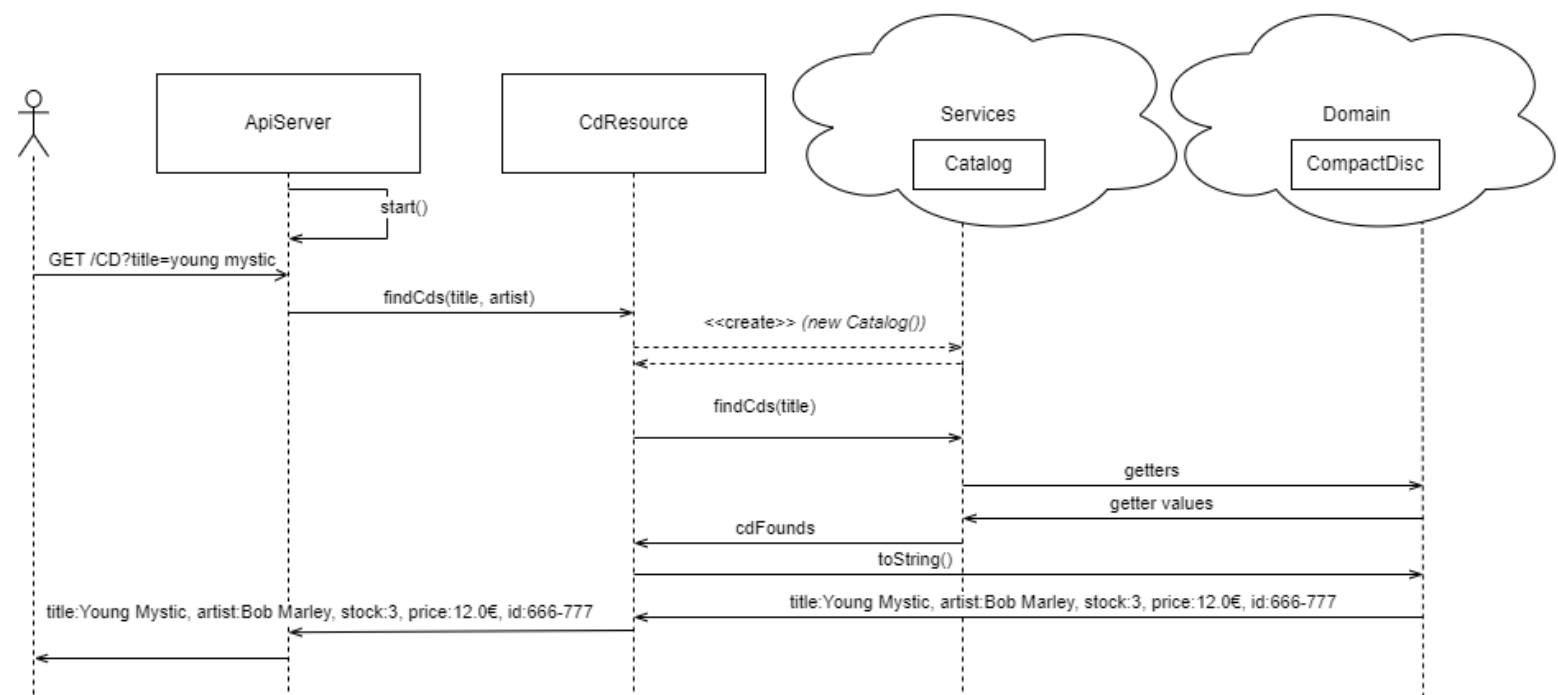 Services
Domain
ApiServer
CdResource
Catalog
CompactDisc
start()
GET /CD?title=young mystic
findCds(title, artist)
<<create>> (new Catalog())
findCds(title)
getters
getter values
cdFounds
toString()
title:Young Mystic, artist:Bob Marley, stock:3, price:12.0€, id:666-777
title:Young Mystic, artist:Bob Marley, stock:3, price:12.0€, id:666-777